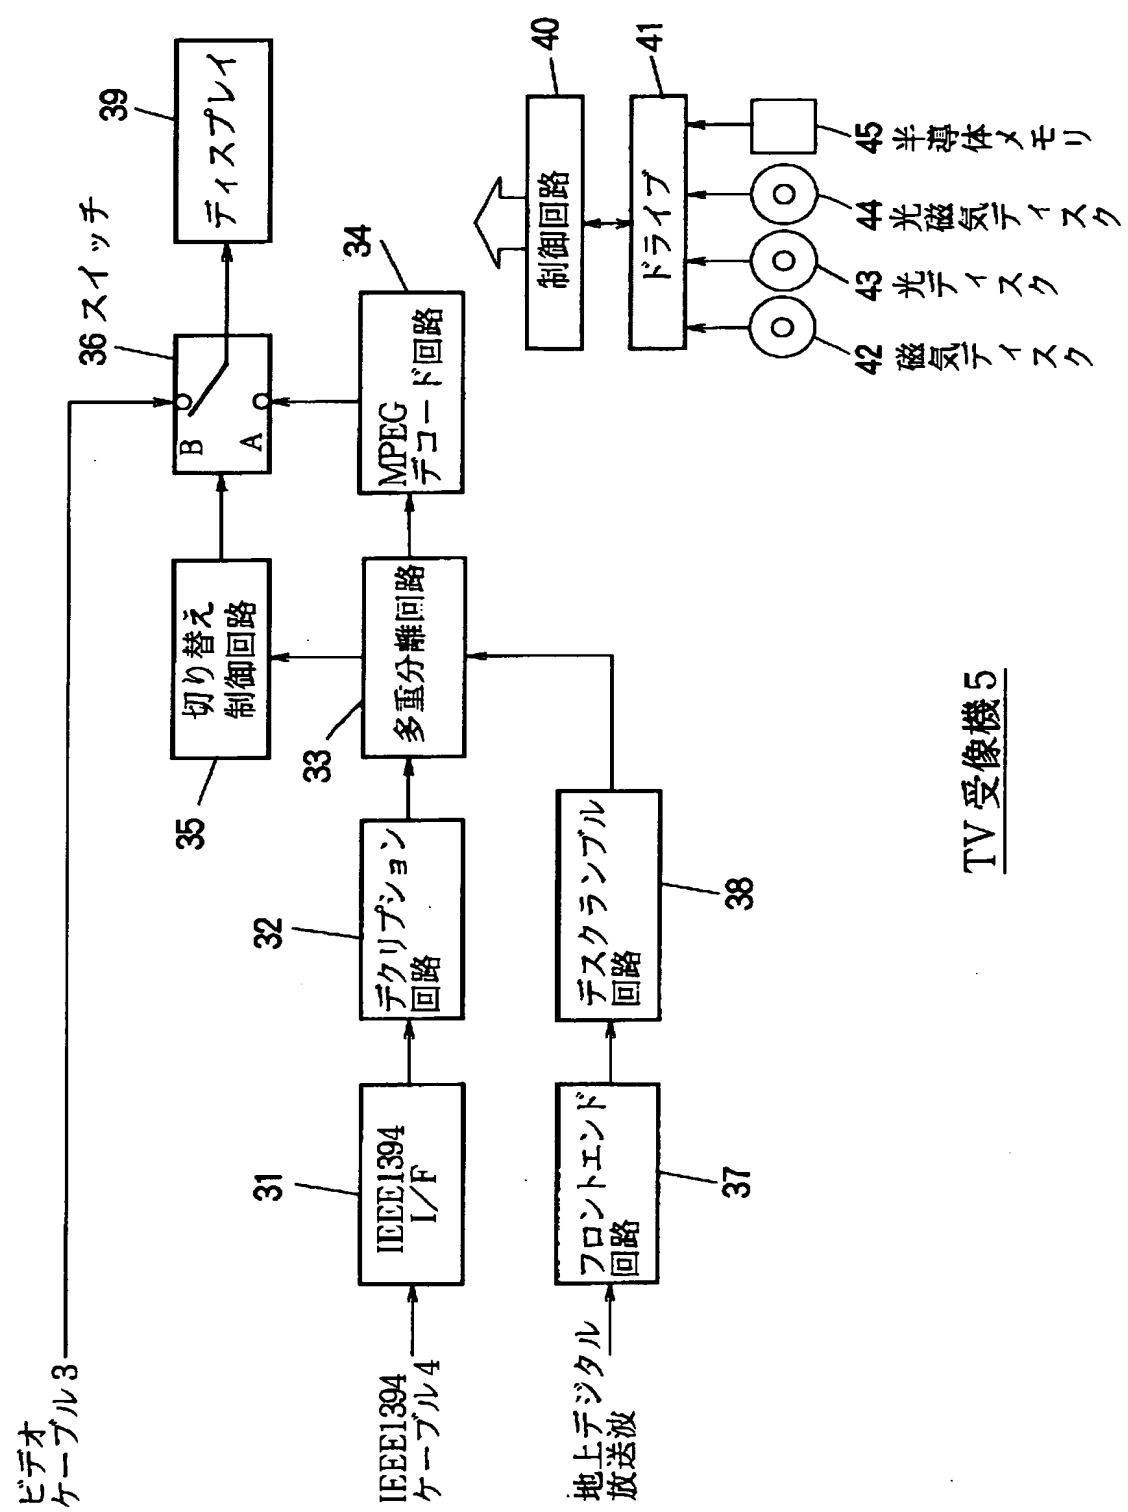 ビデオ
ケーブル3
IEEE1394
ケーブル4
地上デジタル
放送波
31
IEEE1394
I/F
32
デクリプション
回路
33
多重分離回路
34
MPEG
デコード回路
35
切り替え
制御回路
36 スイッチ
B
A
39
ディスプレイ
37
フロントエンド
回路
38
デスクランブル
回路
40
制御回路
41
ドライブ
42
磁気ディスク
43
光ディスク
44
光磁気ディスク
45
半導体メモリ
TV 受像機5